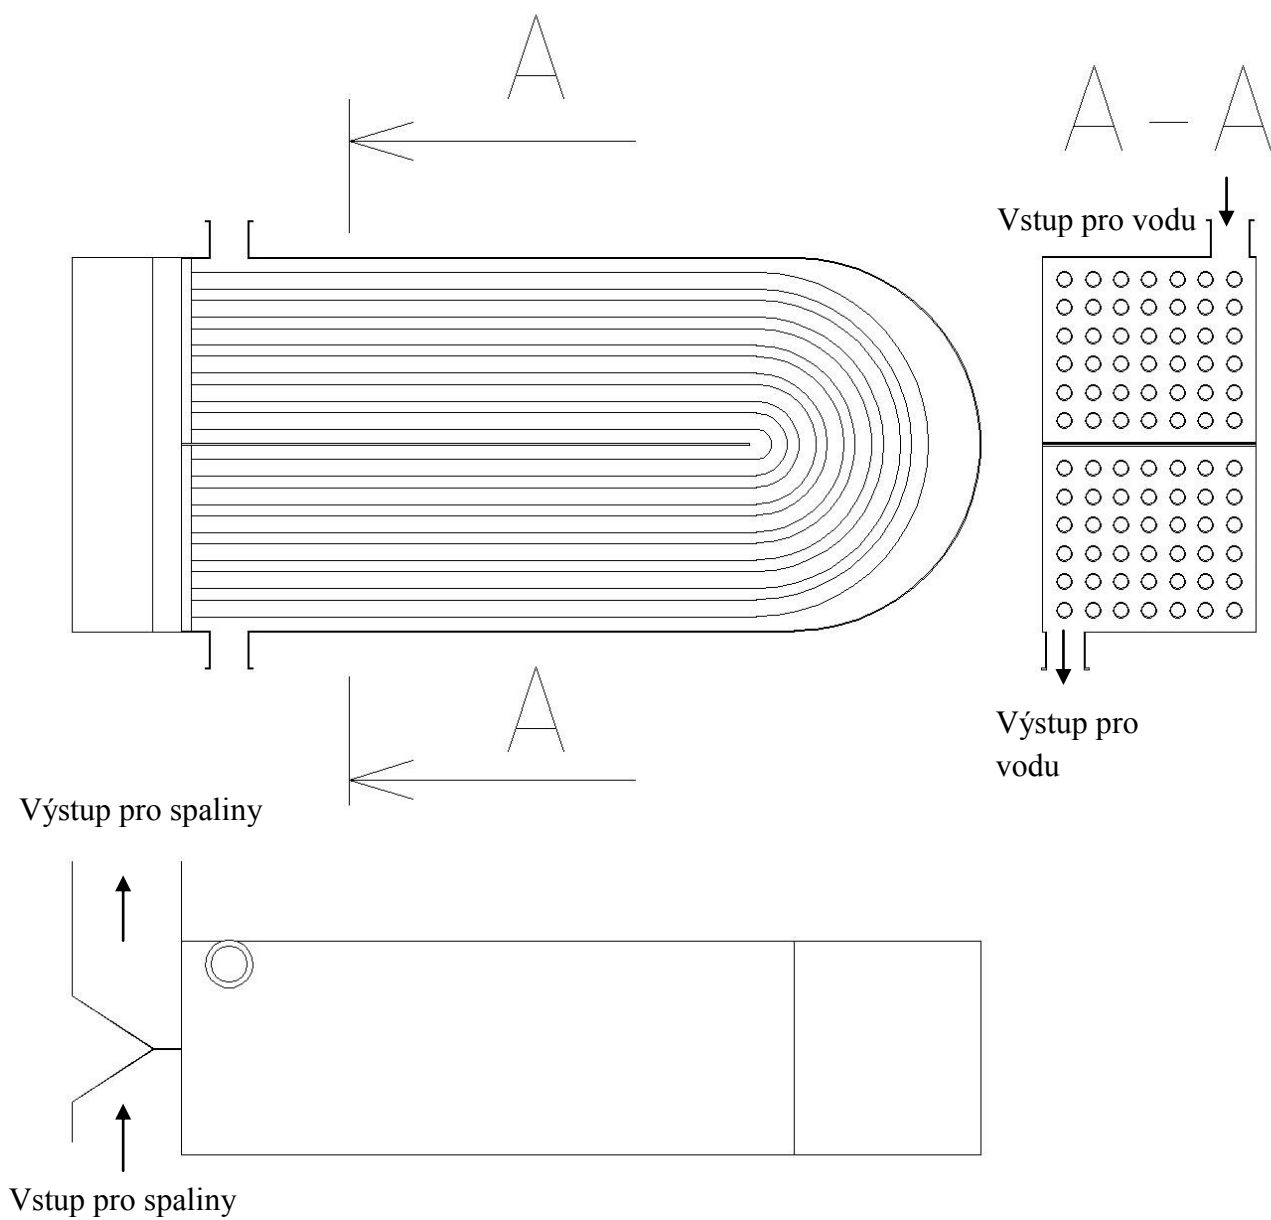 A
A – A
Vstup pro vodu
A
Výstup pro
vodu
Výstup pro spaliny
Vstup pro spaliny